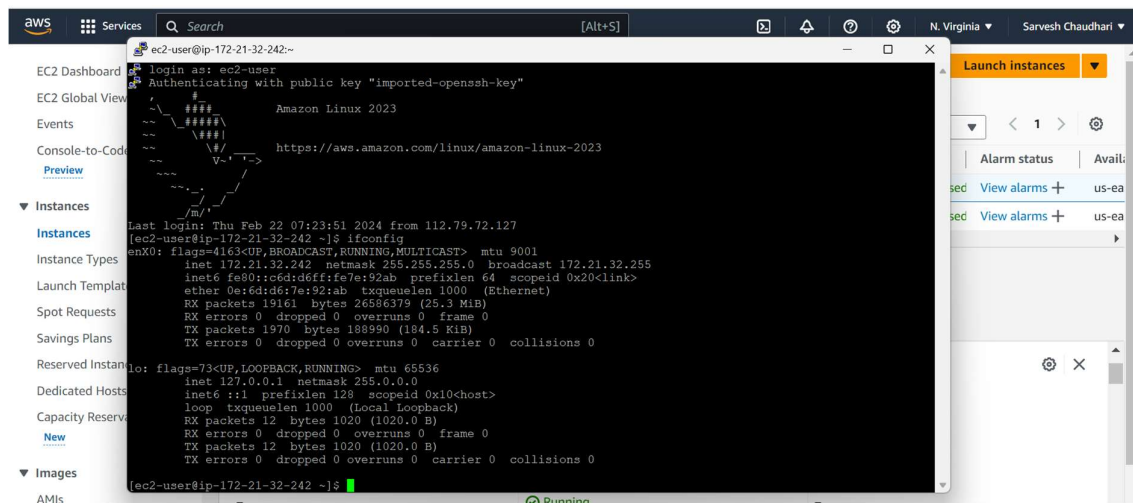 aws Services Search [Alt+S] N. Virginia Sarvesh Chaudhari
ec2-user@ip-172-21-32-242:~
EC2 Dashboard
EC2 Global View
Events
Console-to-Code
Preview
Instances
Instances
Instance Types
Launch Templat
Spot Requests
Savings Plans
Reserved Instan
Dedicated Hosts
Capacity Reserva
New
Images
AMIs
login as: ec2-user
Authenticating with public key "imported-openssh-key"
   ,     #_
   ~\_  ####_        Amazon Linux 2023
  ~~  \_#####\
  ~~     \###|
  ~~       \#/ ___   https://aws.amazon.com/linux/amazon-linux-2023
   ~~       V~' '->
    ~~~         /
      ~~._.   _/
         _/ _/
       _/m/'
Last login: Thu Feb 22 07:23:51 2024 from 112.79.72.127
[ec2-user@ip-172-21-32-242 ~]$ ifconfig
enX0: flags=4163<UP,BROADCAST,RUNNING,MULTICAST>  mtu 9001
        inet 172.21.32.242  netmask 255.255.255.0  broadcast 172.21.32.255
        inet6 fe80::c6d:d6ff:fe7e:92ab  prefixlen 64  scopeid 0x20<link>
        ether 0e:6d:d6:7e:92:ab  txqueuelen 1000  (Ethernet)
        RX packets 19161  bytes 26586379 (25.3 MiB)
        RX errors 0  dropped 0  overruns 0  frame 0
        TX packets 1970  bytes 188990 (184.5 KiB)
        TX errors 0  dropped 0 overruns 0  carrier 0  collisions 0
lo: flags=73<UP,LOOPBACK,RUNNING>  mtu 65536
        inet 127.0.0.1  netmask 255.0.0.0
        inet6 ::1  prefixlen 128  scopeid 0x10<host>
        loop  txqueuelen 1000  (Local Loopback)
        RX packets 12  bytes 1020 (1020.0 B)
        RX errors 0  dropped 0  overruns 0  frame 0
        TX packets 12  bytes 1020 (1020.0 B)
        TX errors 0  dropped 0 overruns 0  carrier 0  collisions 0
[ec2-user@ip-172-21-32-242 ~]$
Launch instances
1
Alarm status Availa
sed View alarms us-ea
sed View alarms us-ea
Running